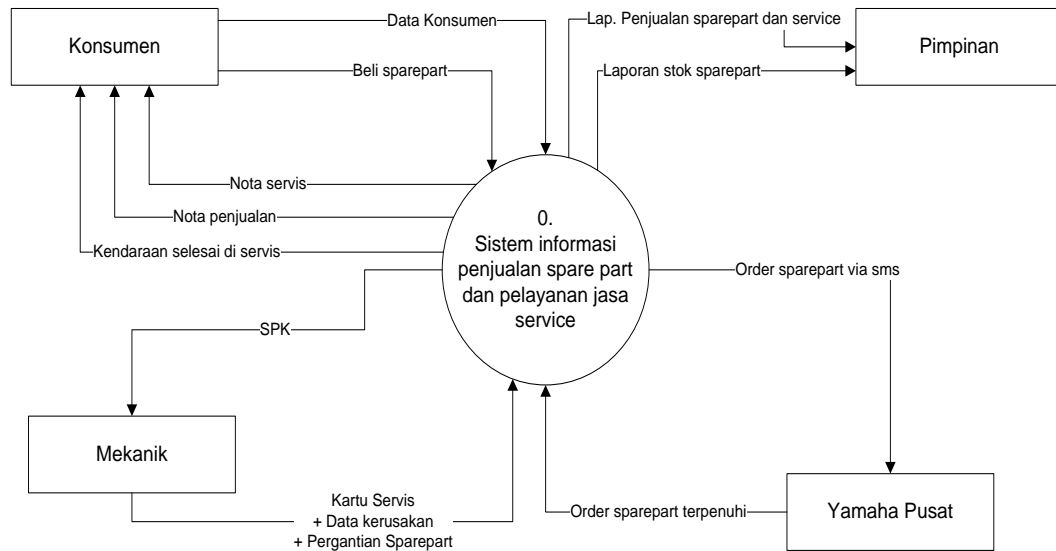 Konsumen
Data Konsumen
Beli sparepart
Lap. Penjualan sparepart dan service
Laporan stok sparepart
Pimpinan
Nota servis
Nota penjualan
Kendaraan selesai di servis
0.
Sistem informasi
penjualan spare part
dan pelayanan jasa
service
Order sparepart via sms
SPK
Mekanik
Kartu Servis
+ Data kerusakan
+ Pergantian Sparepart
Order sparepart terpenuhi
Yamaha Pusat